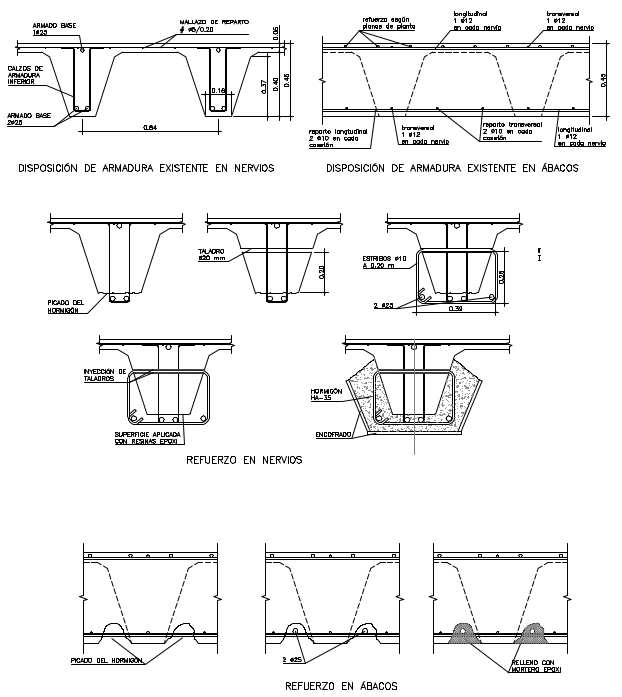 ARMADO BASE
1ø25
MALLAZO DE REPARTO
ø6/0.20
0.05
CALZOS DE
ARMADURA
INFERIOR
0.16
0.37
0.40
0.45
ARMADO BASE
2ø25
0.64
DISPOSICIÓN DE ARMADURA EXISTENTE EN NERVIOS
refuerzo según
planos de planta
longitudinal
1 ø12
en cada nervio
transversal
1 ø12
en cada nervio
0.45
reparto longitudinal
2 ø10 en cada
casetón
transversal
1 ø12
en cada nervio
reparto transversal
2 ø10 en cada
casetón
longitudinal
1 ø12
en cada nervio
DISPOSICIÓN DE ARMADURA EXISTENTE EN ÁBACOS
PICADO DEL
HORMIGÓN
TALADRO
ø20 mm
0.20
ESTRIBOS ø10
A 0.20 m
2 ø25
0.39
INYECCIÓN DE
TALADROS
SUPERFICIE APLICADA
CON RESINAS EPOXI
HORMIGÓN
HA-35
ENCOFRADO
REFUERZO EN NERVIOS
PICADO DEL HORMIGÓN
2 ø25
RELLENO CON
MORTERO EPOXI
REFUERZO EN ÁBACOS